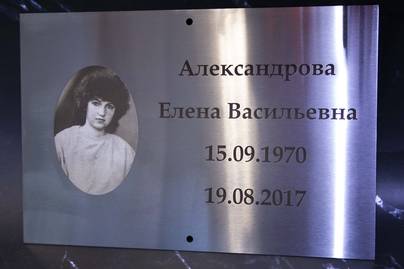 Александрова
Елена Васильевна
15.09.1970
19.08.2017